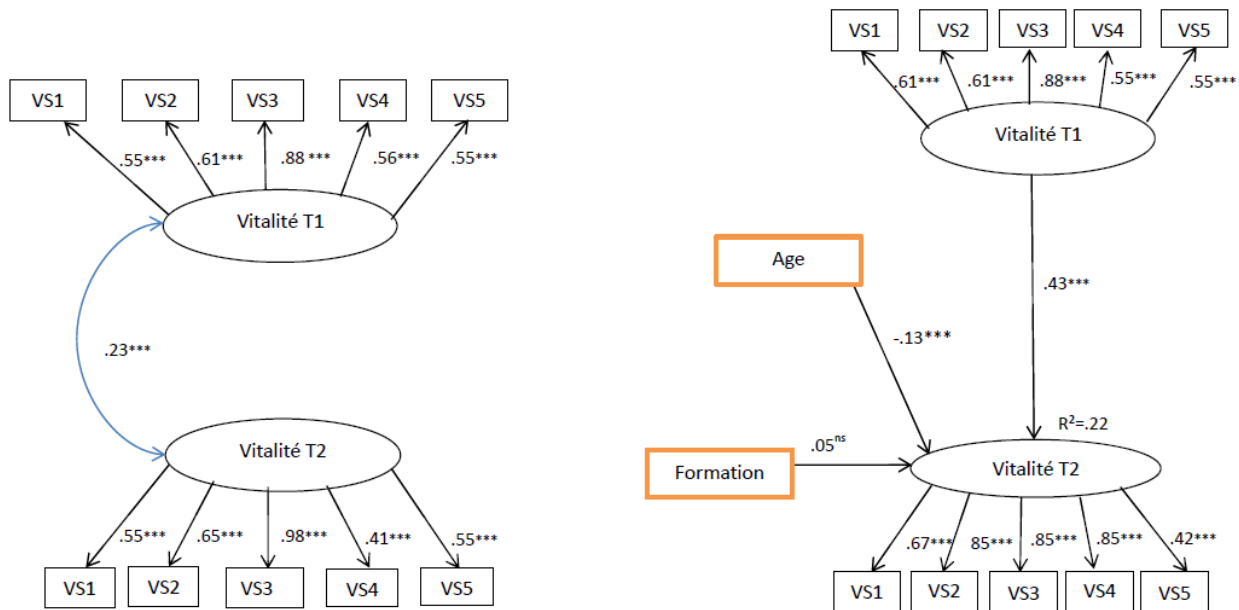 VS1 VS2 VS3 VS4 VS5
.55*** .61*** .88 *** .56*** .55***
Vitalité T1
.23***
Vitalité T2
.55*** .65*** .98*** .41*** .55***
VS1 VS2 VS3 VS4 VS5
VS1 VS2 VS3 VS4 VS5
.61*** .61*** .88*** .55*** .55***
Vitalité T1
Age
.43***
-.13***
R²=.22
.05ⁿˢ
Formation
Vitalité T2
.67*** 85*** .85*** .85*** .42***
VS1 VS2 VS3 VS4 VS5